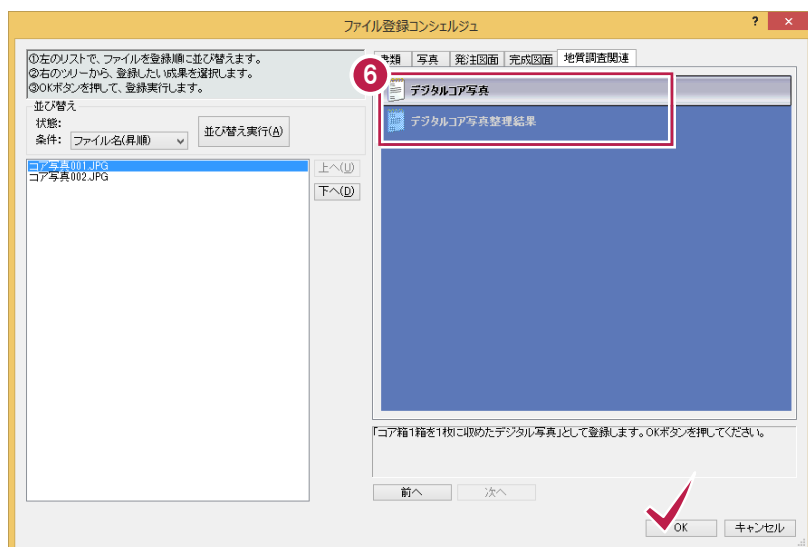 ファイル登録コンシェルジュ
? ×
①左のリストで、ファイルを登録順に並び替えます。
②右のツリーから、登録したい成果を選択します。
③OKボタンを押して、登録実行します。
並び替え
状態:
条件: ファイル名(昇順)
並び替え実行(A)
コア写真001.JPG
コア写真002.JPG
上へ(U)
下へ(D)
書類 写真 発注図面 完成図面 地質調査関連
6
デジタルコア写真
デジタルコア写真整理結果
「コア箱1箱を1枚に収めたデジタル写真」として登録します。OKボタンを押してください。
前へ 次へ
OK キャンセル